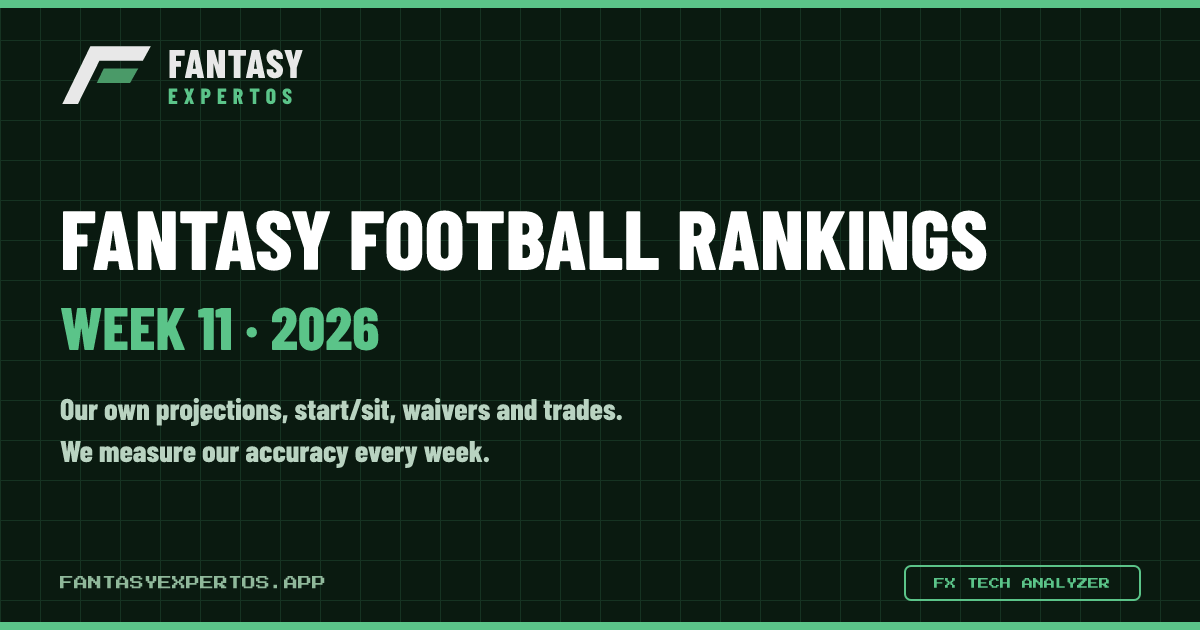 FANTASY
EXPERTOS
FANTASY FOOTBALL RANKINGS
WEEK 11 · 2026
Our own projections, start/sit, waivers and trades.
We measure our accuracy every week.
FANTASYEXPERTOS.APP
FX TECH ANALYZER